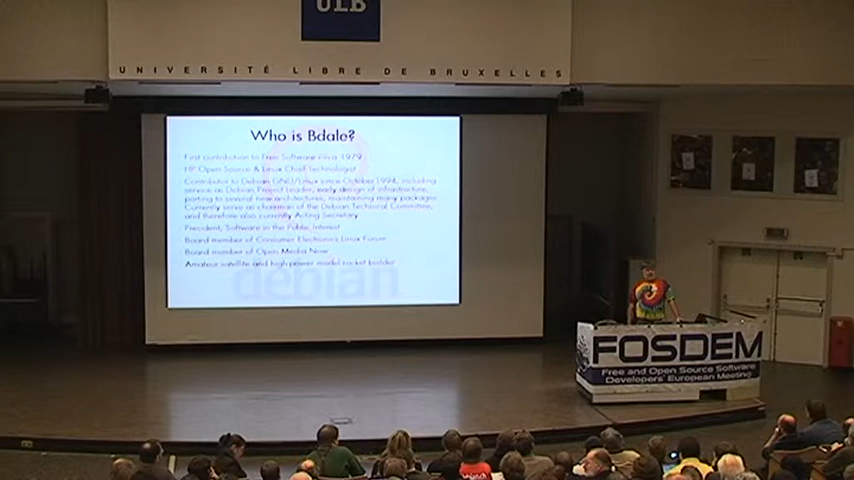 ULB
UNIVERSITÉ LIBRE DE BRUXELLES
Who is Bdale?
First contribution to Free Software circa 1979
HP Open Source & Linux Chief Technologist
Contributor to Debian GNU/Linux since October 1994, including
service as Debian Project Leader, early design of infrastructure,
porting to several new architectures, maintaining many packages
Currently serve as chairman of the Debian Technical Committee,
and therefore also currently Acting Secretary
President, Software in the Public Interest
Board member of Consumer Electronics Linux Forum
Board member of Open Media Now
Amateur satellite and high power model rocket builder
debian
FOSDEM
Free and Open Source Software
Developers' European Meeting